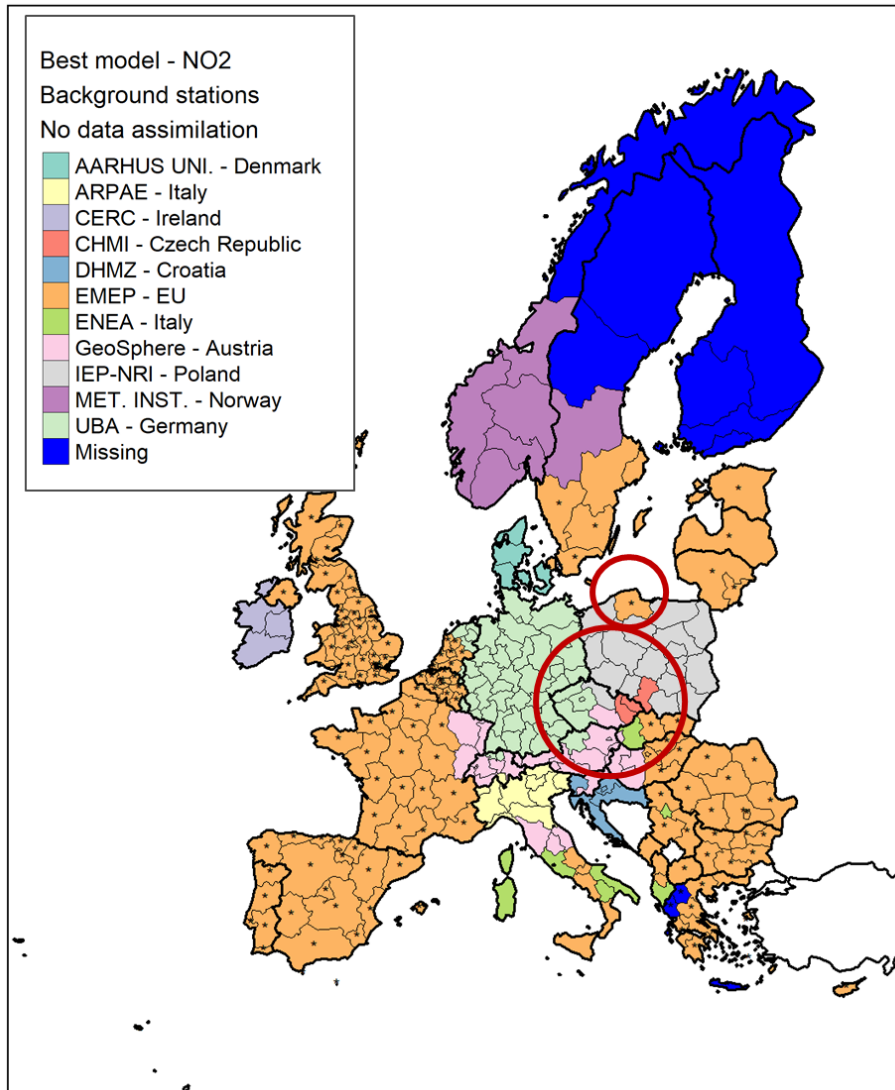 Best model - NO2
Background stations
No data assimilation
AARHUS UNI. - Denmark
ARPAE - Italy
CERC - Ireland
CHMI - Czech Republic
DHMZ - Croatia
EMEP - EU
ENEA - Italy
GeoSphere - Austria
IEP-NRI - Poland
MET. INST. - Norway
UBA - Germany
Missing